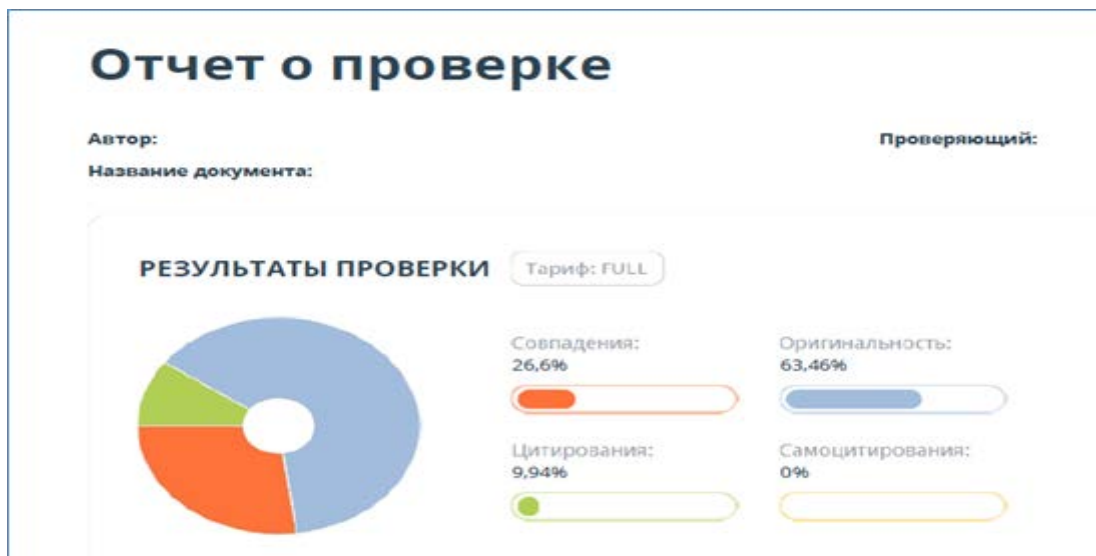 Отчет о проверке
Автор:
Проверяющий:
Название документа:
РЕЗУЛЬТАТЫ ПРОВЕРКИ
Тариф: FULL
Совпадения:
26,6%
Оригинальность:
63,46%
Цитирования:
9,94%
Самоцитирования:
0%